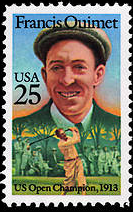 Francis Ouimet
USA
25
US Open Champion, 1913